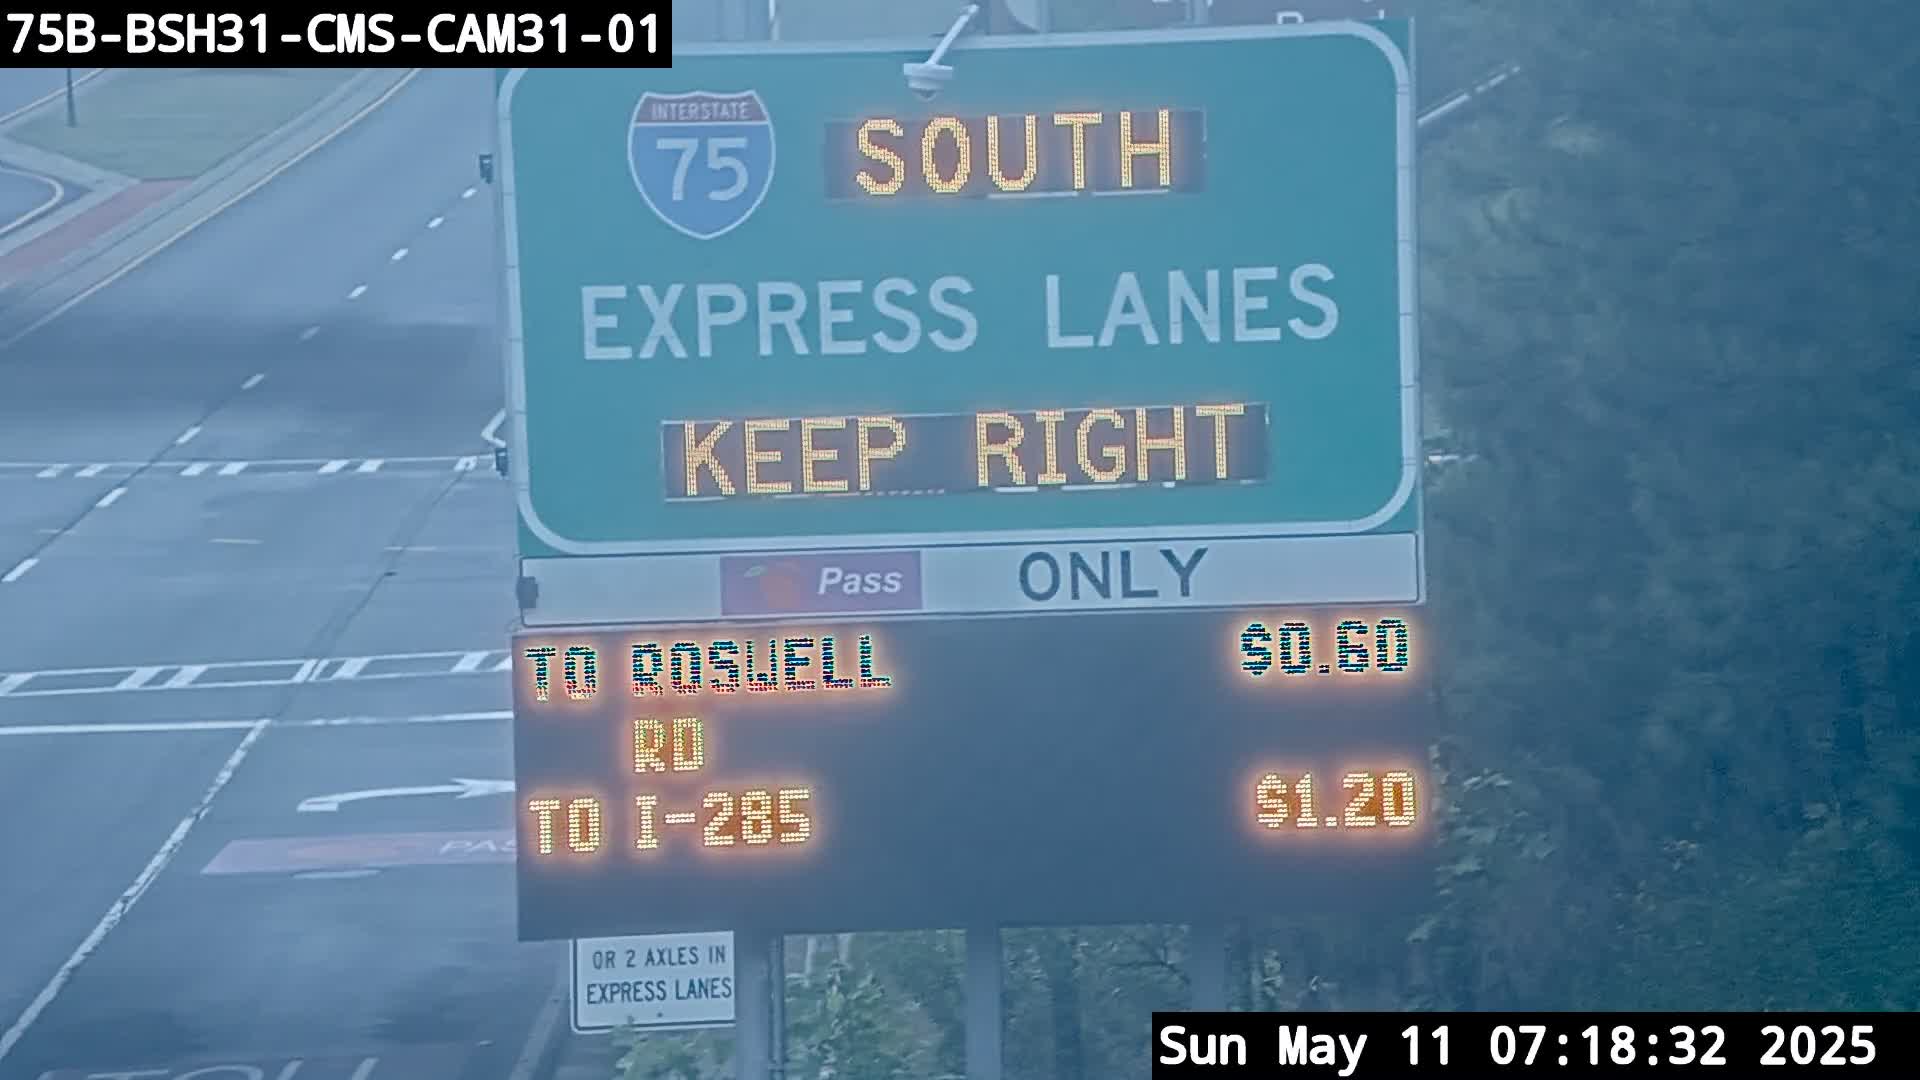 75B-BSH31-CMS-CAM31-01
INTERSTATE
75
SOUTH
EXPRESS LANES
KEEP RIGHT
Pass ONLY
TO ROSWELL $0.60
RD
TO I-285 $1.20
OR 2 AXLES IN
EXPRESS LANES
TOLL
Sun May 11 07:18:32 2025